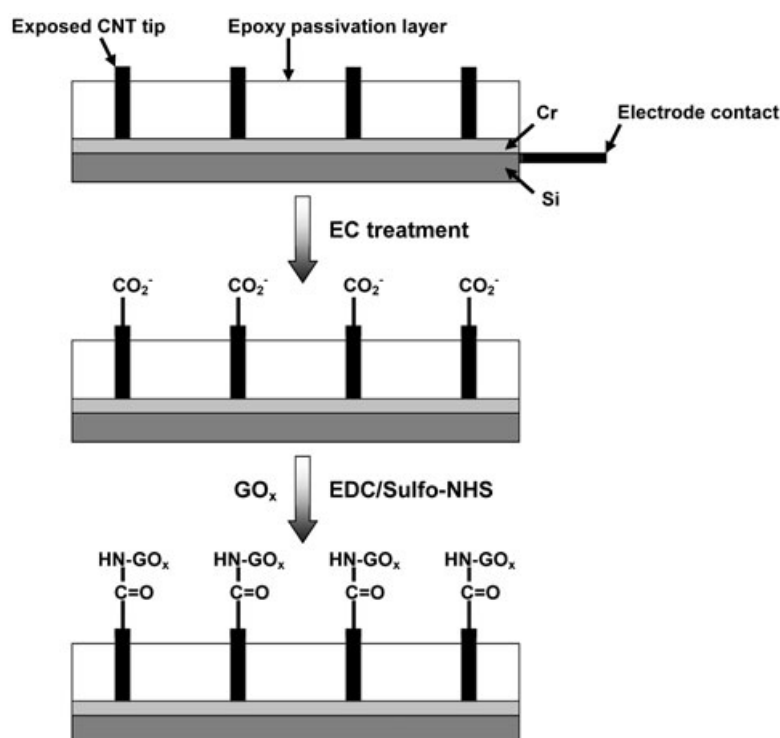 Exposed CNT tip
Epoxy passivation layer
Cr
Electrode contact
Si
EC treatment
CO₂⁻ CO₂⁻ CO₂⁻ CO₂⁻
GOₓ EDC/Sulfo-NHS
HN-GOₓ HN-GOₓ HN-GOₓ HN-GOₓ
C=O C=O C=O C=O